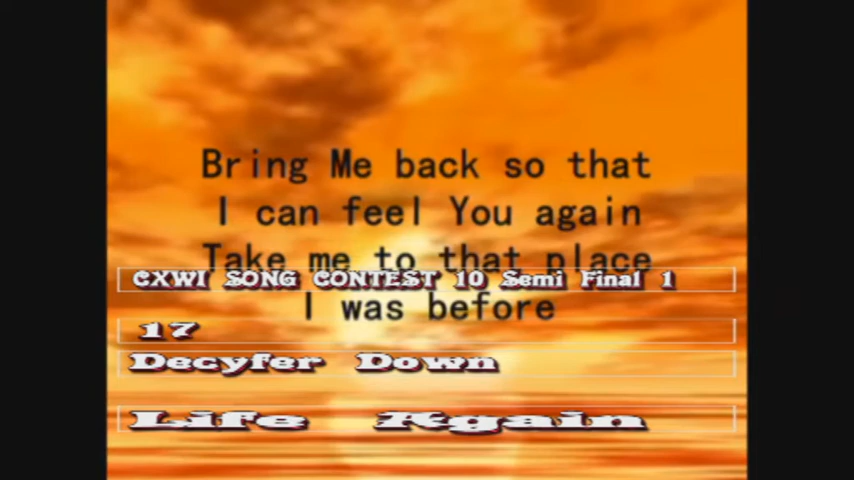 Bring Me back so that
I can feel You again
Take me to that place
CXWI SONG CONTEST 10 Semi Final 1
I was before
17
Decyfer Down
Life Again